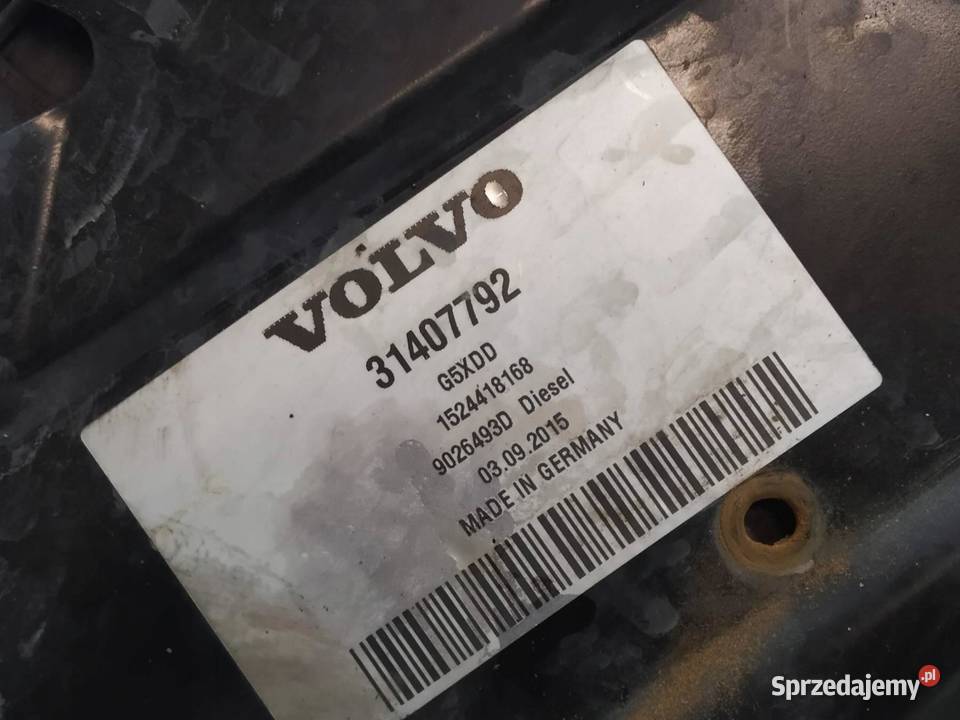 VOLVO
31407792
G5XDD
1524418168
9026493D Diesel
03.09.2015
MADE IN GERMANY
Sprzedajemy.pl